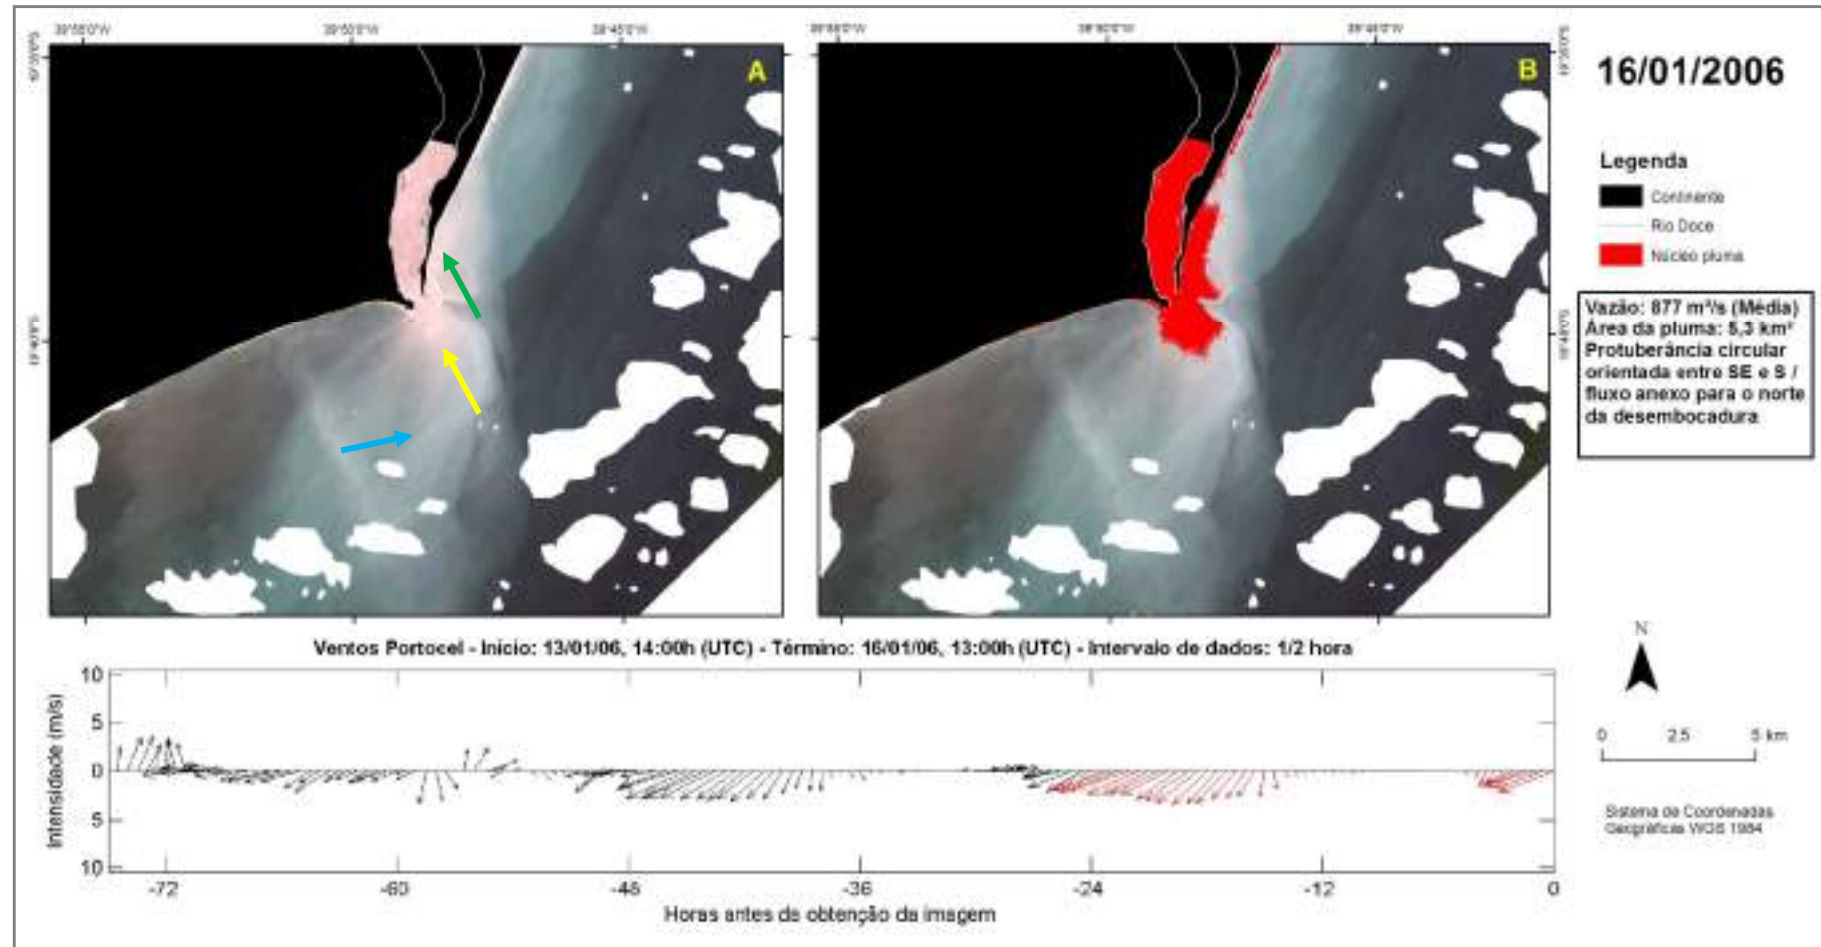 A
B
16/01/2006
Legenda
Continente
Rio Doce
Núcleo pluma
Vazão: 877 m³/s (Média)
Área da pluma: 5,3 km²
Protuberância circular
orientada entre SE e S /
fluxo anexo para o norte
da desembocadura
Ventos Portocel - Início: 13/01/06, 14:00h (UTC) - Término: 16/01/06, 13:00h (UTC) - Intervalo de dados: 1/2 hora
Intensidade (m/s)
10
5
0
5
10
-72
-60
-48
-36
-24
-12
0
Horas antes da obtenção da imagem
N
0 2,5 5 km
Sistema de Coordenadas
Geográficas WGS 1984